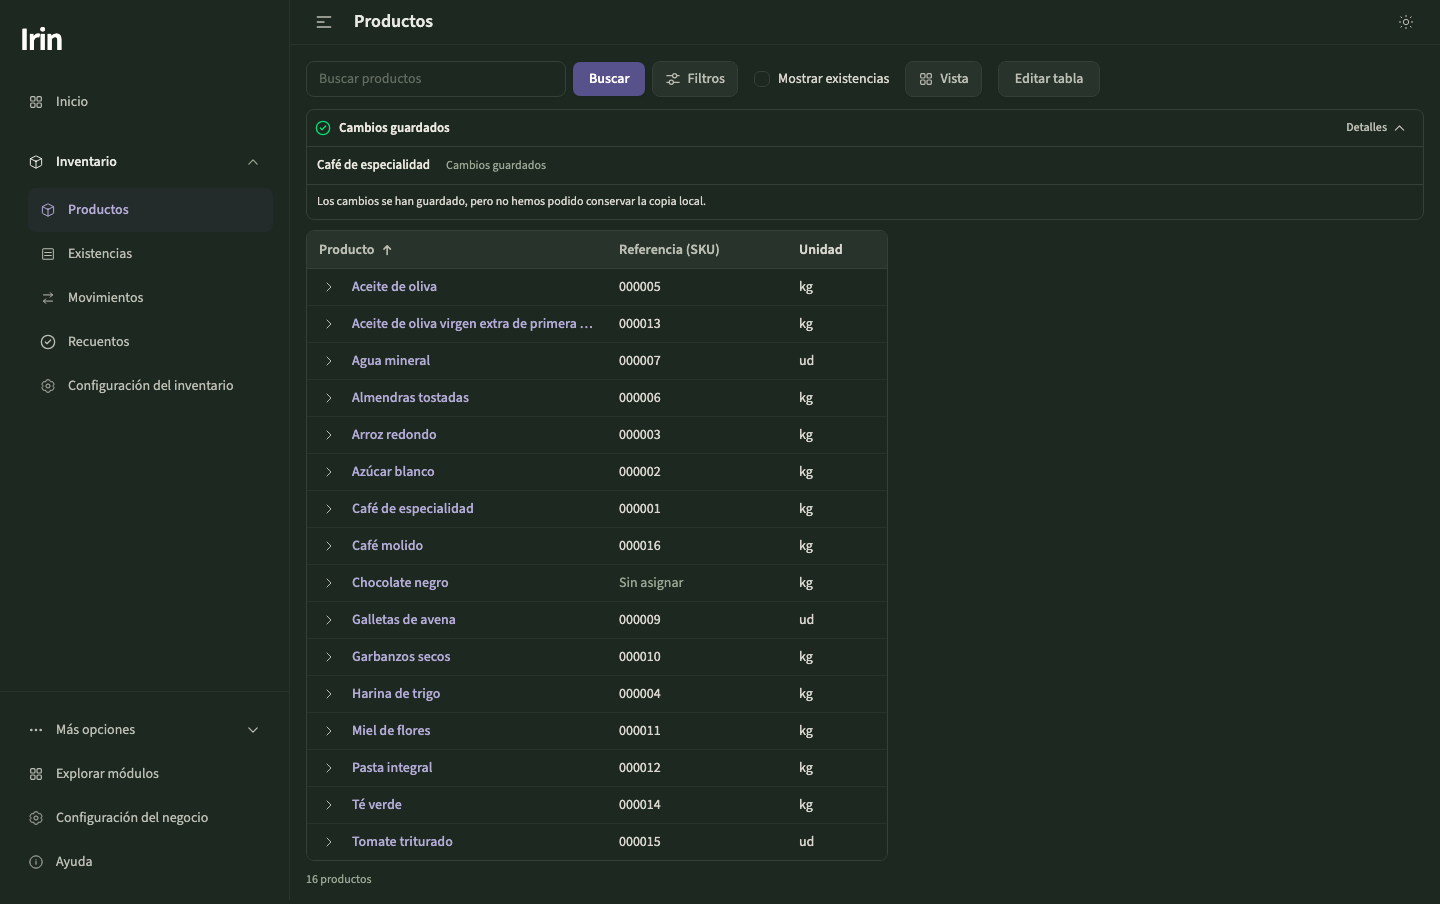 Irin
Productos
Inicio
Inventario
Productos
Existencias
Movimientos
Recuentos
Configuración del inventario
Más opciones
Explorar módulos
Configuración del negocio
Ayuda
Buscar productos Buscar Filtros Mostrar existencias Vista Editar tabla
Cambios guardados Detalles
Café de especialidad Cambios guardados
Los cambios se han guardado, pero no hemos podido conservar la copia local.
Producto Referencia (SKU) Unidad
Aceite de oliva 000005 kg
Aceite de oliva virgen extra de primera ... 000013 kg
Agua mineral 000007 ud
Almendras tostadas 000006 kg
Arroz redondo 000003 kg
Azúcar blanco 000002 kg
Café de especialidad 000001 kg
Café molido 000016 kg
Chocolate negro Sin asignar kg
Galletas de avena 000009 ud
Garbanzos secos 000010 kg
Harina de trigo 000004 kg
Miel de flores 000011 kg
Pasta integral 000012 kg
Té verde 000014 kg
Tomate triturado 000015 ud
16 productos